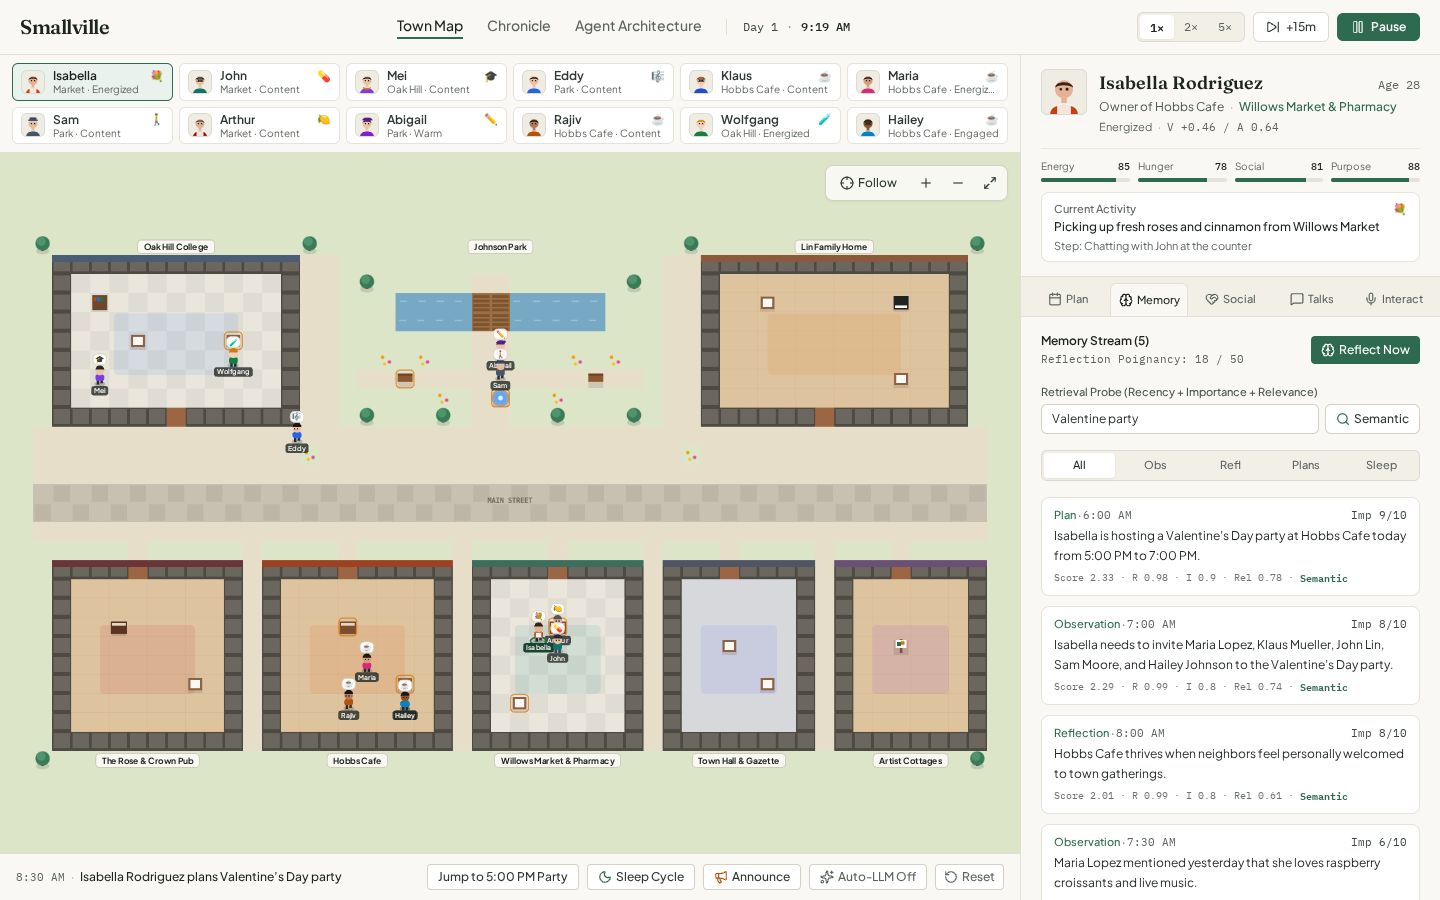 Smallville
Town Map
Chronicle
Agent Architecture
Day 1 · 9:19 AM
1×
2×
5×
+15m
Pause
Isabella
Market · Energized
John
Market · Content
Mei
Oak Hill · Content
Eddy
Park · Content
Klaus
Hobbs Cafe · Content
Maria
Hobbs Cafe · Energiz...
Sam
Park · Content
Arthur
Market · Content
Abigail
Park · Warm
Rajiv
Hobbs Cafe · Content
Wolfgang
Oak Hill · Energized
Hailey
Hobbs Cafe · Engaged
Follow
Oak Hill College
Johnson Park
Lin Family Home
Wolfgang
Mei
Sam
Eddy
MAIN STREET
Isabella
John
Maria
Rajiv
Hailey
The Rose & Crown Pub
Hobbs Cafe
Willows Market & Pharmacy
Town Hall & Gazette
Artist Cottages
8:30 AM · Isabella Rodriguez plans Valentine's Day party
Jump to 5:00 PM Party
Sleep Cycle
Announce
Auto-LLM Off
Reset
Isabella Rodriguez
Age 28
Owner of Hobbs Cafe · Willows Market & Pharmacy
Energized · V +0.46 / A 0.64
Energy 85
Hunger 78
Social 81
Purpose 88
Current Activity
Picking up fresh roses and cinnamon from Willows Market
Step: Chatting with John at the counter
Plan
Memory
Social
Talks
Interact
Memory Stream (5)
Reflection Poignancy: 18 / 50
Reflect Now
Retrieval Probe (Recency + Importance + Relevance)
Valentine party
Semantic
All
Obs
Refl
Plans
Sleep
Plan · 6:00 AM
Imp 9/10
Isabella is hosting a Valentine's Day party at Hobbs Cafe today
from 5:00 PM to 7:00 PM.
Score 2.33 · R 0.98 · I 0.9 · Rel 0.78 · Semantic
Observation · 7:00 AM
Imp 8/10
Isabella needs to invite Maria Lopez, Klaus Mueller, John Lin,
Sam Moore, and Hailey Johnson to the Valentine's Day party.
Score 2.29 · R 0.99 · I 0.8 · Rel 0.74 · Semantic
Reflection · 8:00 AM
Imp 8/10
Hobbs Cafe thrives when neighbors feel personally welcomed
to town gatherings.
Score 2.01 · R 0.99 · I 0.8 · Rel 0.61 · Semantic
Observation · 7:30 AM
Imp 6/10
Maria Lopez mentioned yesterday that she loves raspberry
croissants and live music.